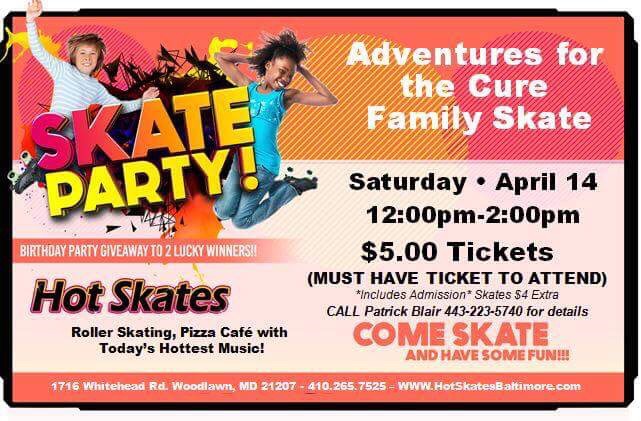 Adventures for
the Cure
Family Skate
SKATE
PARTY!
Saturday • April 14
12:00pm-2:00pm
$5.00 Tickets
(MUST HAVE TICKET TO ATTEND)
*Includes Admission* Skates $4 Extra
CALL Patrick Blair 443-223-5740 for details
COME SKATE
AND HAVE SOME FUN!!!
BIRTHDAY PARTY GIVEAWAY TO 2 LUCKY WINNERS!!
Hot Skates
Roller Skating, Pizza Café with
Today's Hottest Music!
1716 Whitehead Rd. Woodlawn, MD 21207 - 410.265.7525 - WWW.HotSkatesBaltimore.com